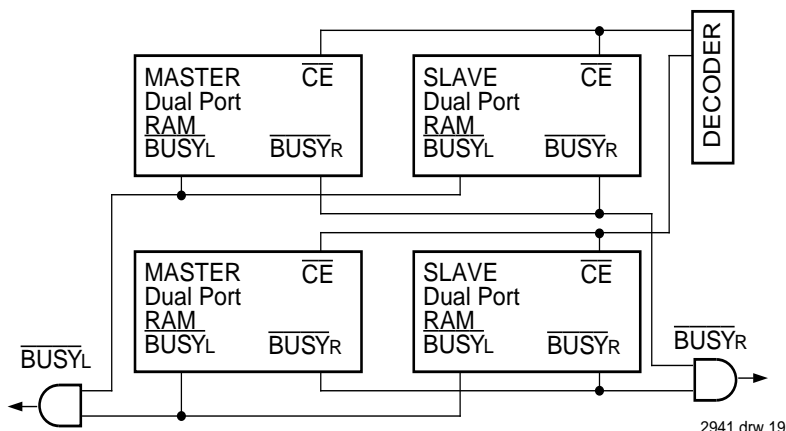 MASTER CE
Dual Port
RAM
BUSYL BUSYR
SLAVE CE
Dual Port
RAM
BUSYL BUSYR
DECODER
MASTER CE
Dual Port
RAM
BUSYL BUSYR
SLAVE CE
Dual Port
RAM
BUSYL BUSYR
BUSYL
BUSYR
2941 drw 19